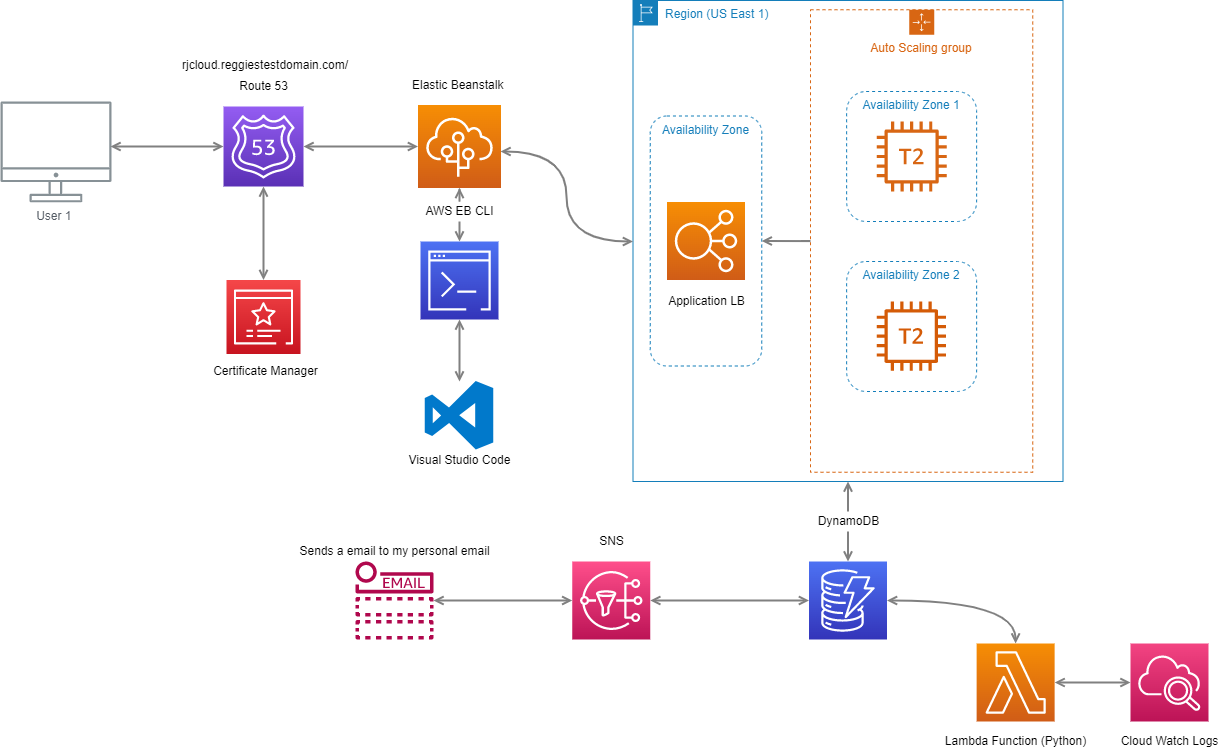 Region (US East 1)
Auto Scaling group
rjcloud.reggiestestdomain.com/
Route 53
Elastic Beanstalk
53
User 1
Availability Zone
Availability Zone 1
T2
AWS EB CLI
Application LB
Availability Zone 2
T2
Certificate Manager
Visual Studio Code
DynamoDB
SNS
Sends a email to my personal email
EMAIL
Lambda Function (Python)
Cloud Watch Logs